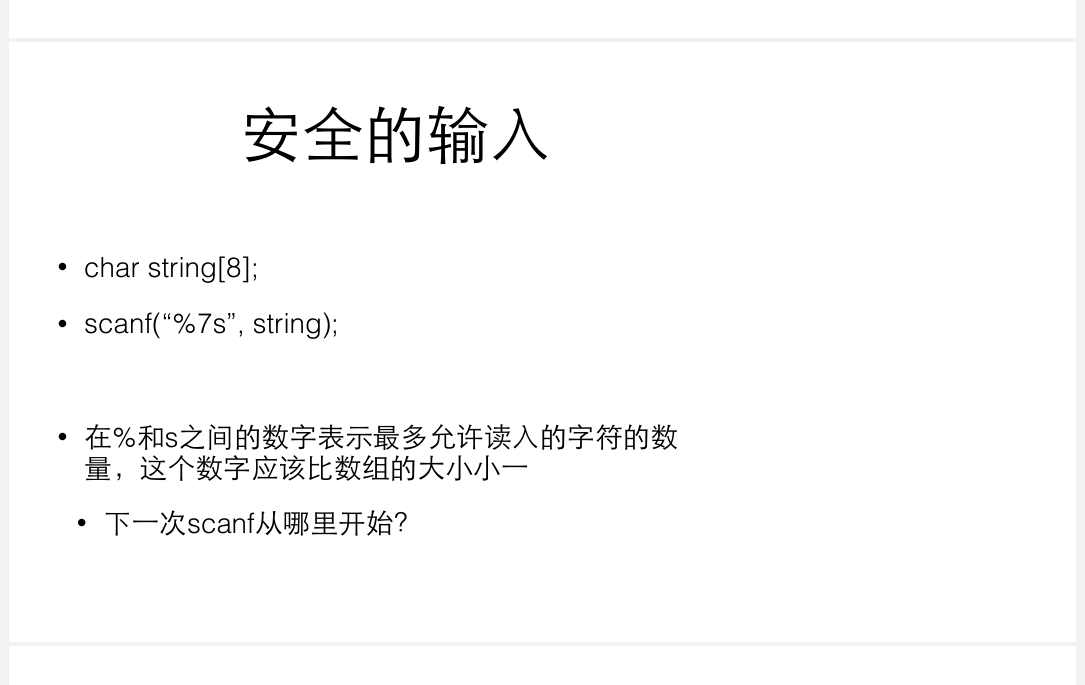 安全的输入
• char string[8];
• scanf(“%7s”, string);
• 在%和s之间的数字表示最多允许读入的字符的数
量，这个数字应该比数组的大小小一
• 下一次scanf从哪里开始？